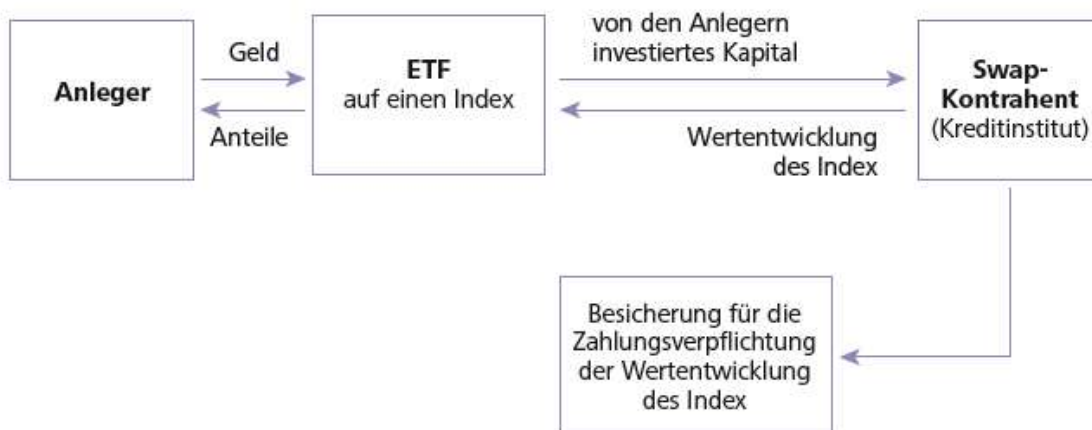 Anleger
Geld
Anteile
ETF
auf einen Index
von den Anlegern
investiertes Kapital
Wertentwicklung
des Index
Swap-
Kontrahent
(Kreditinstitut)
Besicherung für die
Zahlungsverpflichtung
der Wertentwicklung
des Index